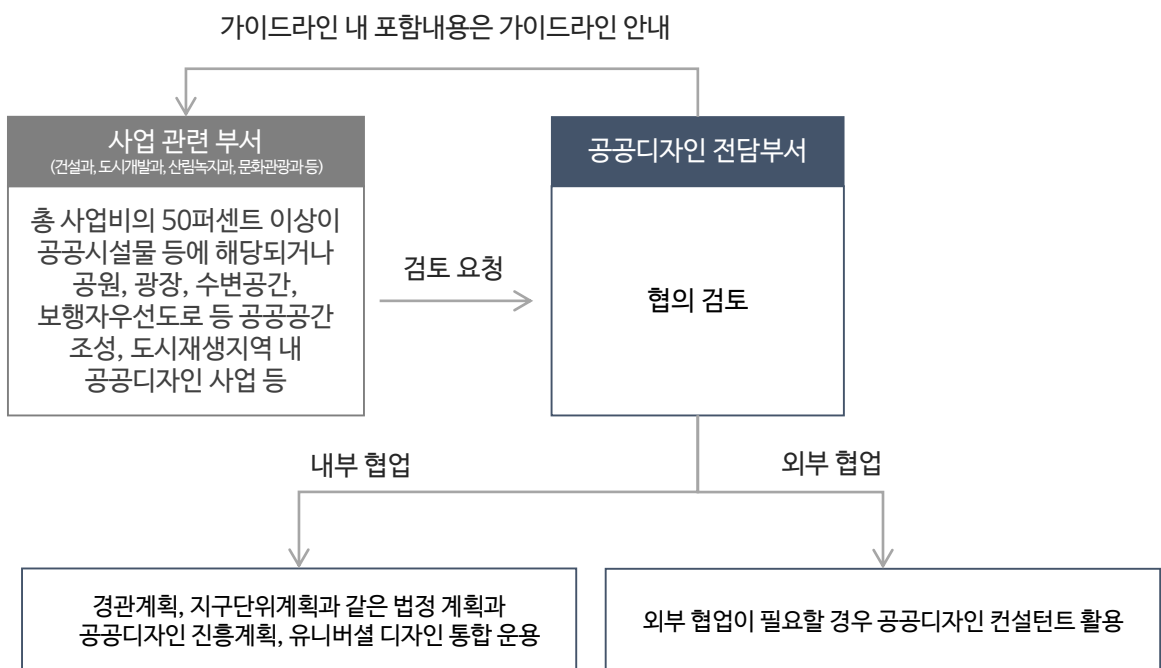 가이드라인 내 포함내용은 가이드라인 안내
사업 관련 부서
(건설과, 도시개발과, 산림녹지과, 문화관광과 등)
공공디자인 전담부서
총 사업비의 50퍼센트 이상이
공공시설물 등에 해당되거나
공원, 광장, 수변공간,
보행자우선도로 등 공공공간
조성, 도시재생지역 내
공공디자인 사업 등
검토 요청
협의 검토
내부 협업
외부 협업
경관계획, 지구단위계획과 같은 법정 계획과
공공디자인 진흥계획, 유니버셜 디자인 통합 운용
외부 협업이 필요할 경우 공공디자인 컨설턴트 활용